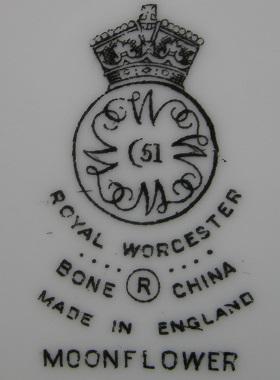 C 51
ROYAL WORCESTER
BONE ® CHINA
MADE IN ENGLAND
MOONFLOWER